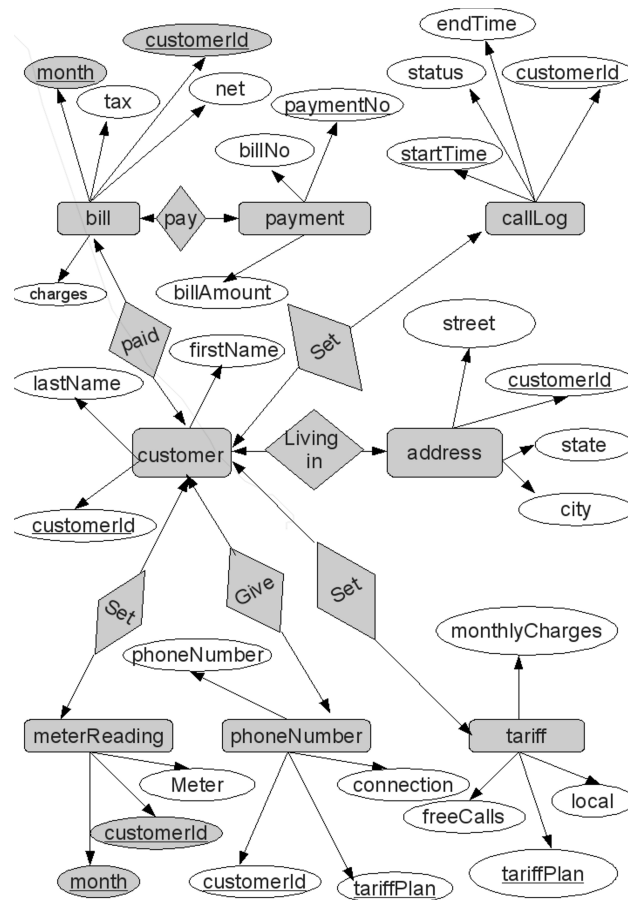 endTime
customerId
month
status
customerId
tax
net
paymentNo
billNo
startTime
bill
pay
payment
callLog
charges
billAmount
street
paid
Set
firstName
lastName
customerId
Living
in
customer
address
state
city
customerId
Set
Give
Set
monthlyCharges
phoneNumber
meterReading
phoneNumber
tariff
Meter
connection
local
freeCalls
customerId
month
customerId
tariffPlan
tariffPlan